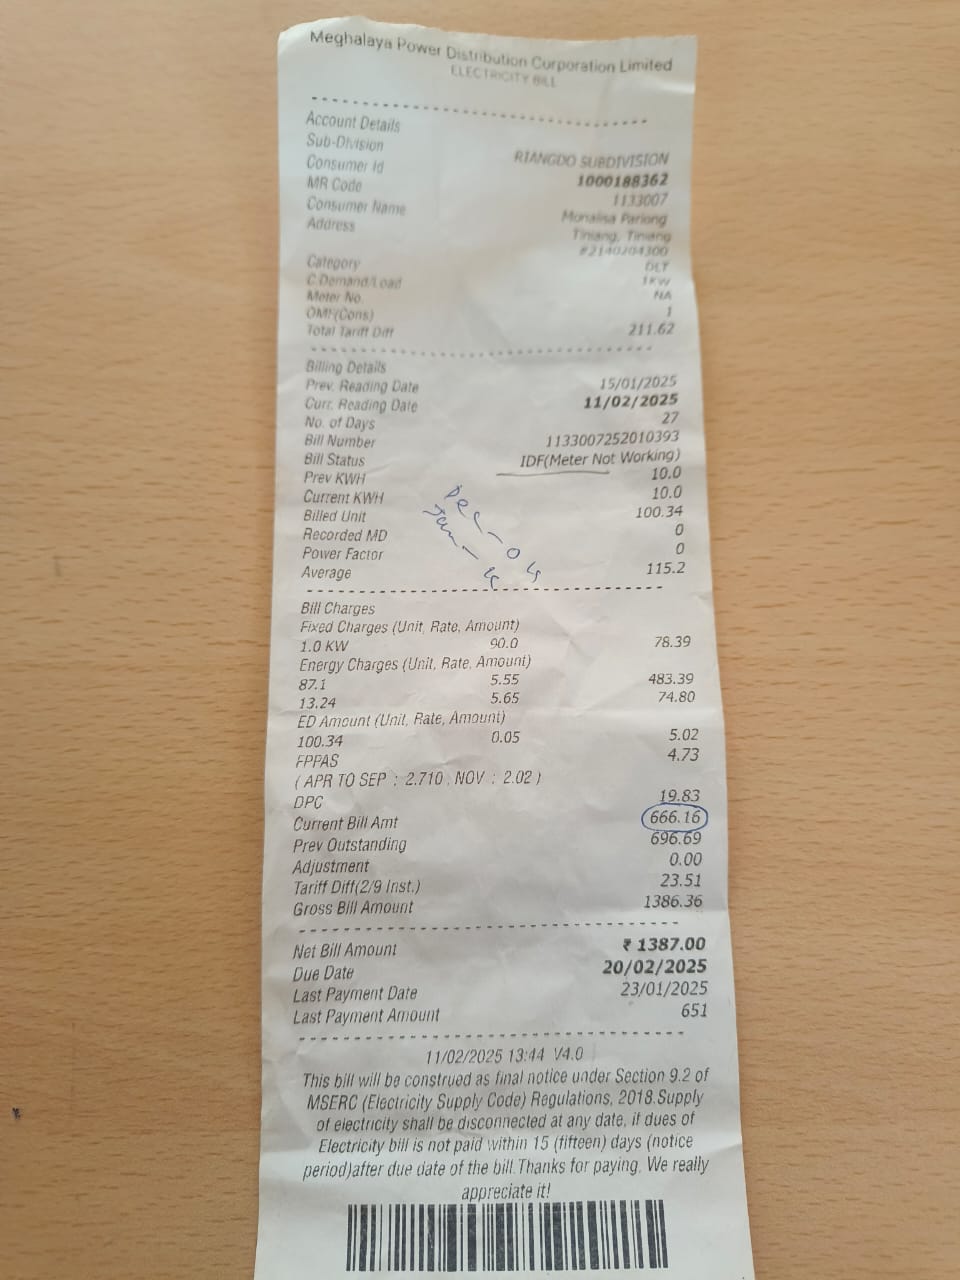 Meghalaya Power Distribution Corporation Limited
ELECTRICITY BILL
Account Details
Sub-Division RIANGDO SUBDIVISION
Consumer Id 1000188362
MR Code 1133007
Consumer Name Monalisa Pariong
Address Tiniang, Tiniang
#2140204300
Category DLT
C.Demand/Load 1KW
Meter No. NA
OMF(Cons) 1
Total Tariff Diff 211.62
Billing Details
Prev. Reading Date 15/01/2025
Curr. Reading Date 11/02/2025
No. of Days 27
Bill Number 1133007252010393
Bill Status IDF(Meter Not Working)
Prev KWH 10.0
Current KWH 10.0
Billed Unit 100.34
Recorded MD 0
Power Factor 0
Average 115.2
Dec -
Jan -
Bill Charges
Fixed Charges (Unit, Rate, Amount)
1.0 KW 90.0 78.39
Energy Charges (Unit, Rate, Amount)
87.1 5.55 483.39
13.24 5.65 74.80
ED Amount (Unit, Rate, Amount)
100.34 0.05 5.02
FPPAS 4.73
( APR TO SEP : 2.710 , NOV : 2.02 )
DPC 19.83
Current Bill Amt 666.16
Prev Outstanding 696.69
Adjustment 0.00
Tariff Diff(2/9 Inst.) 23.51
Gross Bill Amount 1386.36
Net Bill Amount ₹ 1387.00
Due Date 20/02/2025
Last Payment Date 23/01/2025
Last Payment Amount 651
11/02/2025 13:44 V4.0
This bill will be construed as final notice under Section 9.2 of
MSERC (Electricity Supply Code) Regulations, 2018.Supply
of electricity shall be disconnected at any date, if dues of
Electricity bill is not paid within 15 (fifteen) days (notice
period)after due date of the bill.Thanks for paying. We really
appreciate it!